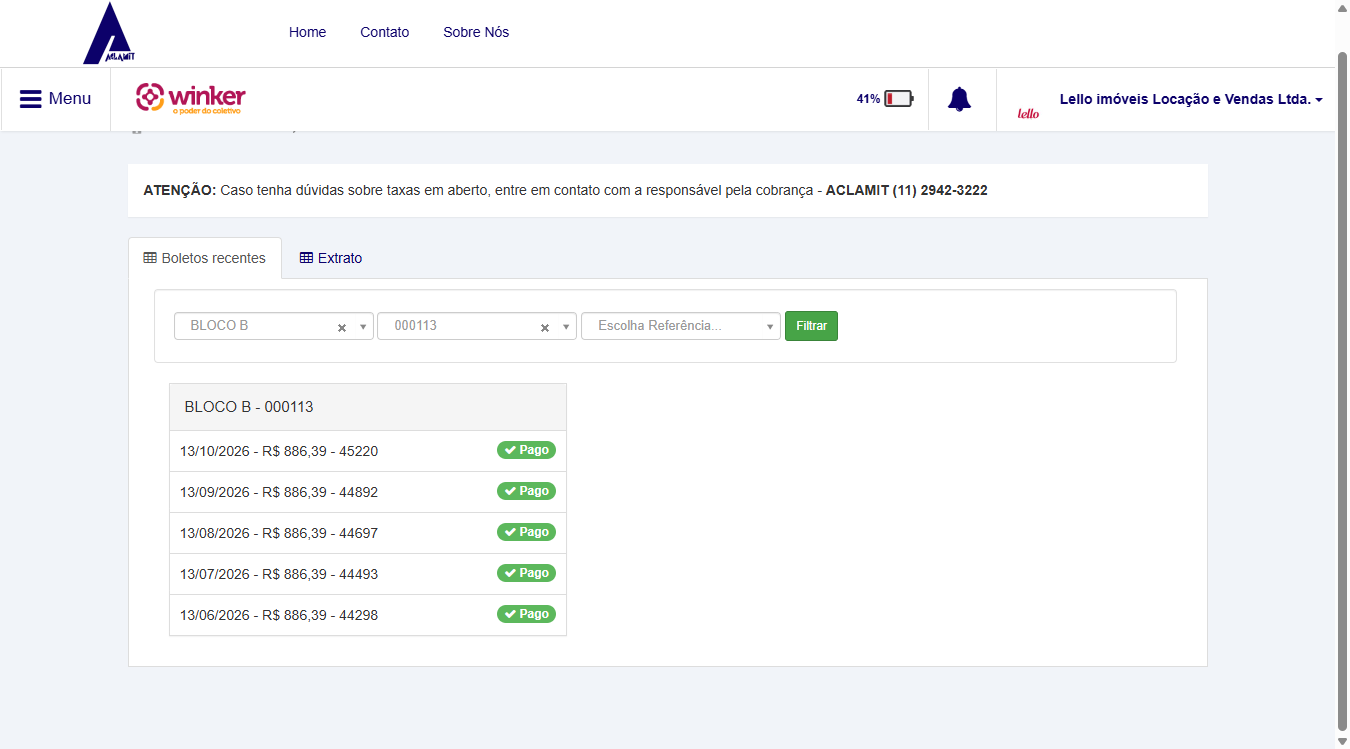 ACLAMIT
Home Contato Sobre Nós
Menu
winker
o poder do coletivo
41%
lello
Lello imóveis Locação e Vendas Ltda.
ATENÇÃO: Caso tenha dúvidas sobre taxas em aberto, entre em contato com a responsável pela cobrança - ACLAMIT (11) 2942-3222
Boletos recentes Extrato
BLOCO B × 000113 × Escolha Referência... Filtrar
BLOCO B - 000113
13/10/2026 - R$ 886,39 - 45220 Pago
13/09/2026 - R$ 886,39 - 44892 Pago
13/08/2026 - R$ 886,39 - 44697 Pago
13/07/2026 - R$ 886,39 - 44493 Pago
13/06/2026 - R$ 886,39 - 44298 Pago